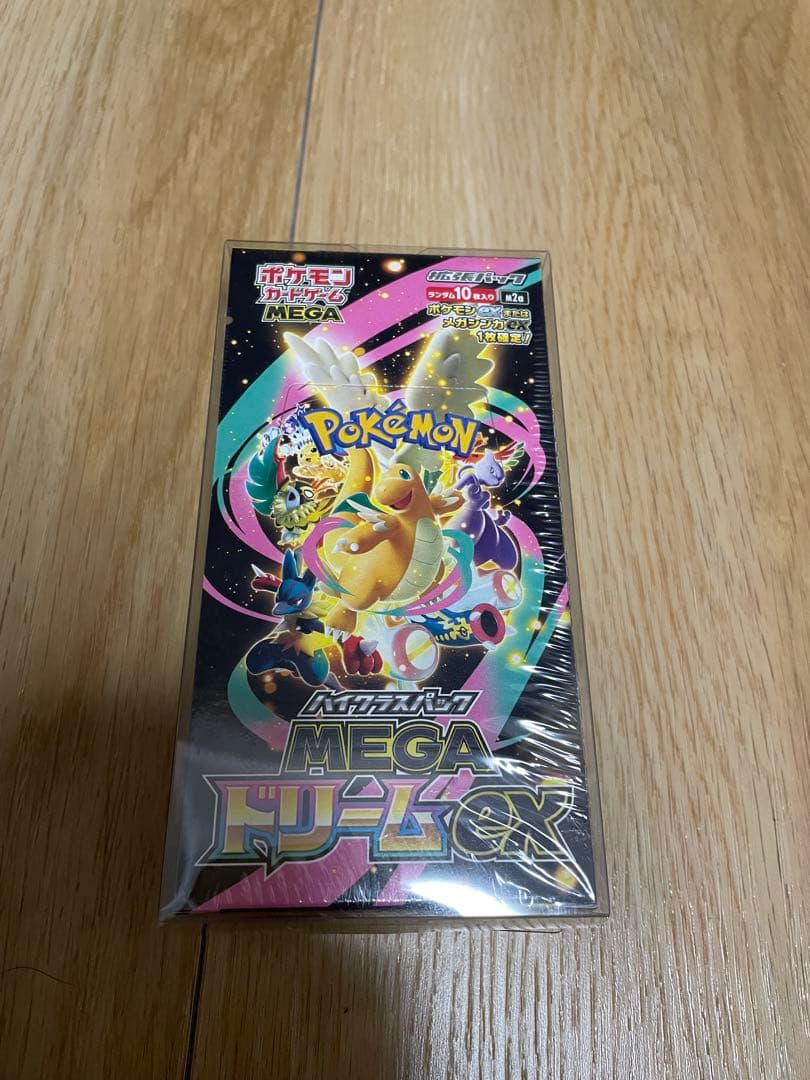 ポケモン
カードゲーム
MEGA
拡張パック
ランダム10枚入り
M2a
ポケモンexまたは
メガシンカex
1枚確定!
POKéMON
ハイクラスパック
MEGA
ドリームex